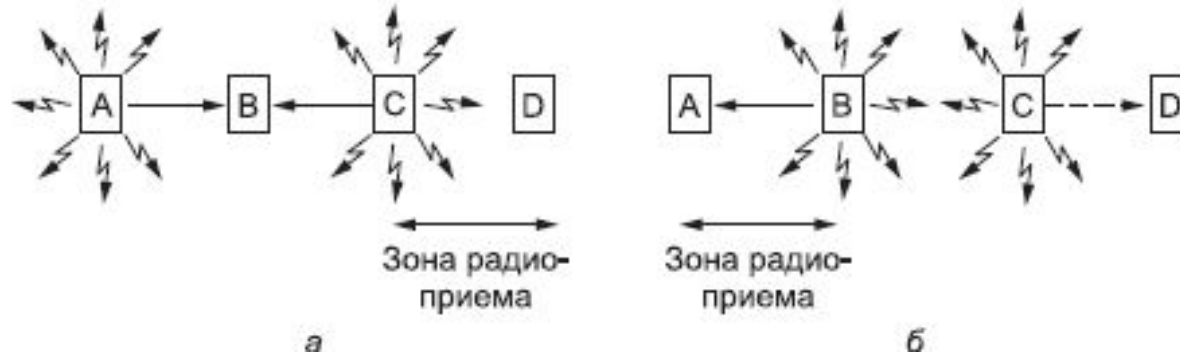 A B C D
A B C D
Зона радио-
приема
Зона радио-
приема
а
б